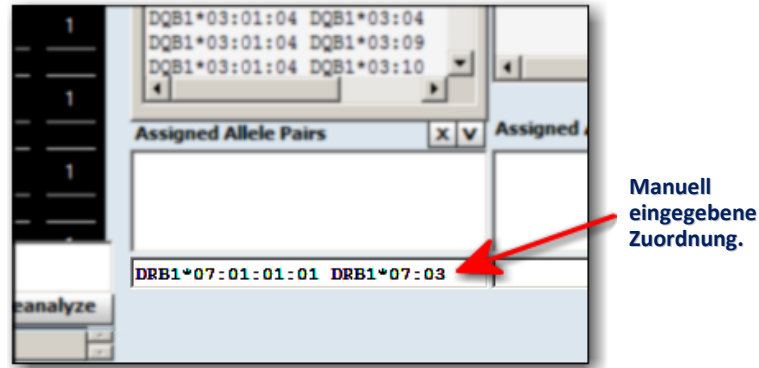 1
1
1
eanalyze
DQB1*03:01:04 DQB1*03:04
DQB1*03:01:04 DQB1*03:09
DQB1*03:01:04 DQB1*03:10
Assigned Allele Pairs
X V
Assigned
DRB1*07:01:01:01 DRB1*07:03
Manuell
eingegebene
Zuordnung.